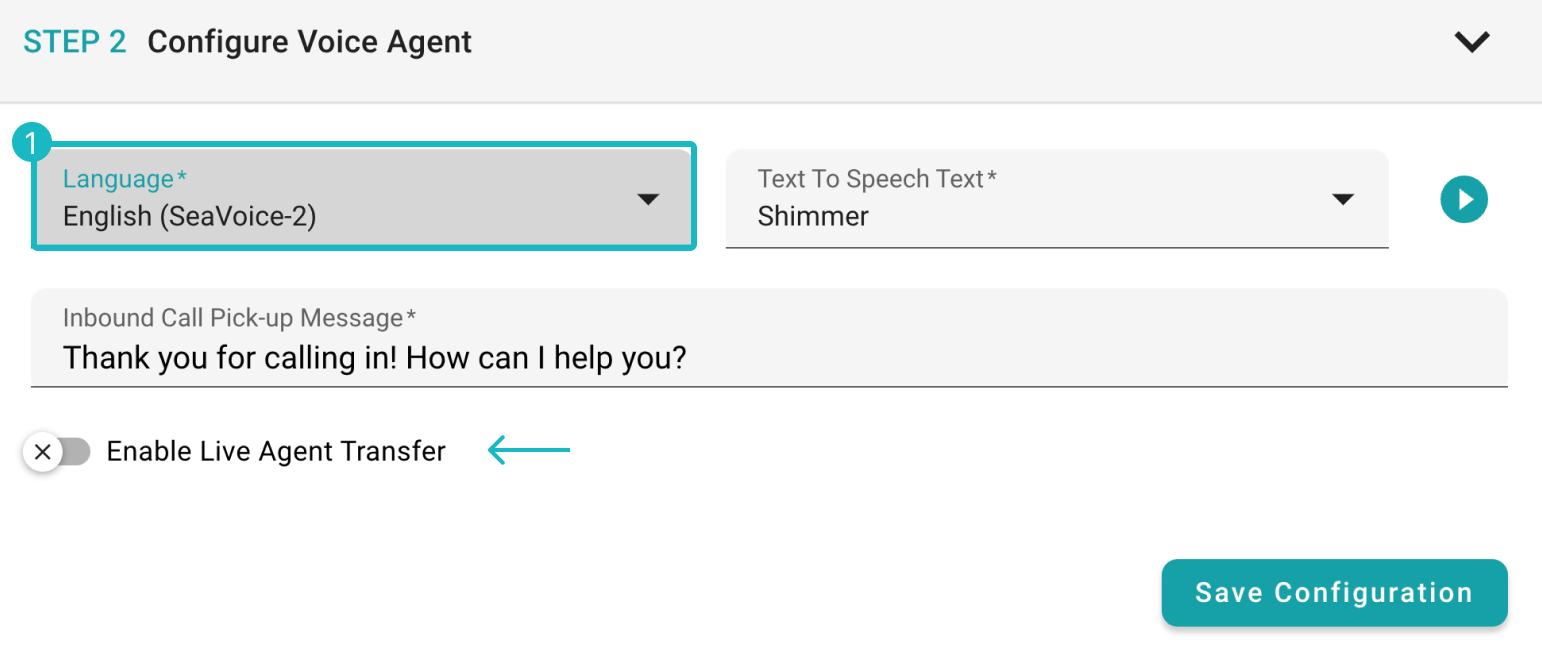 STEP 2 Configure Voice Agent
1
Language*
English (SeaVoice-2)
Text To Speech Text*
Shimmer
Inbound Call Pick-up Message*
Thank you for calling in! How can I help you?
Enable Live Agent Transfer
Save Configuration